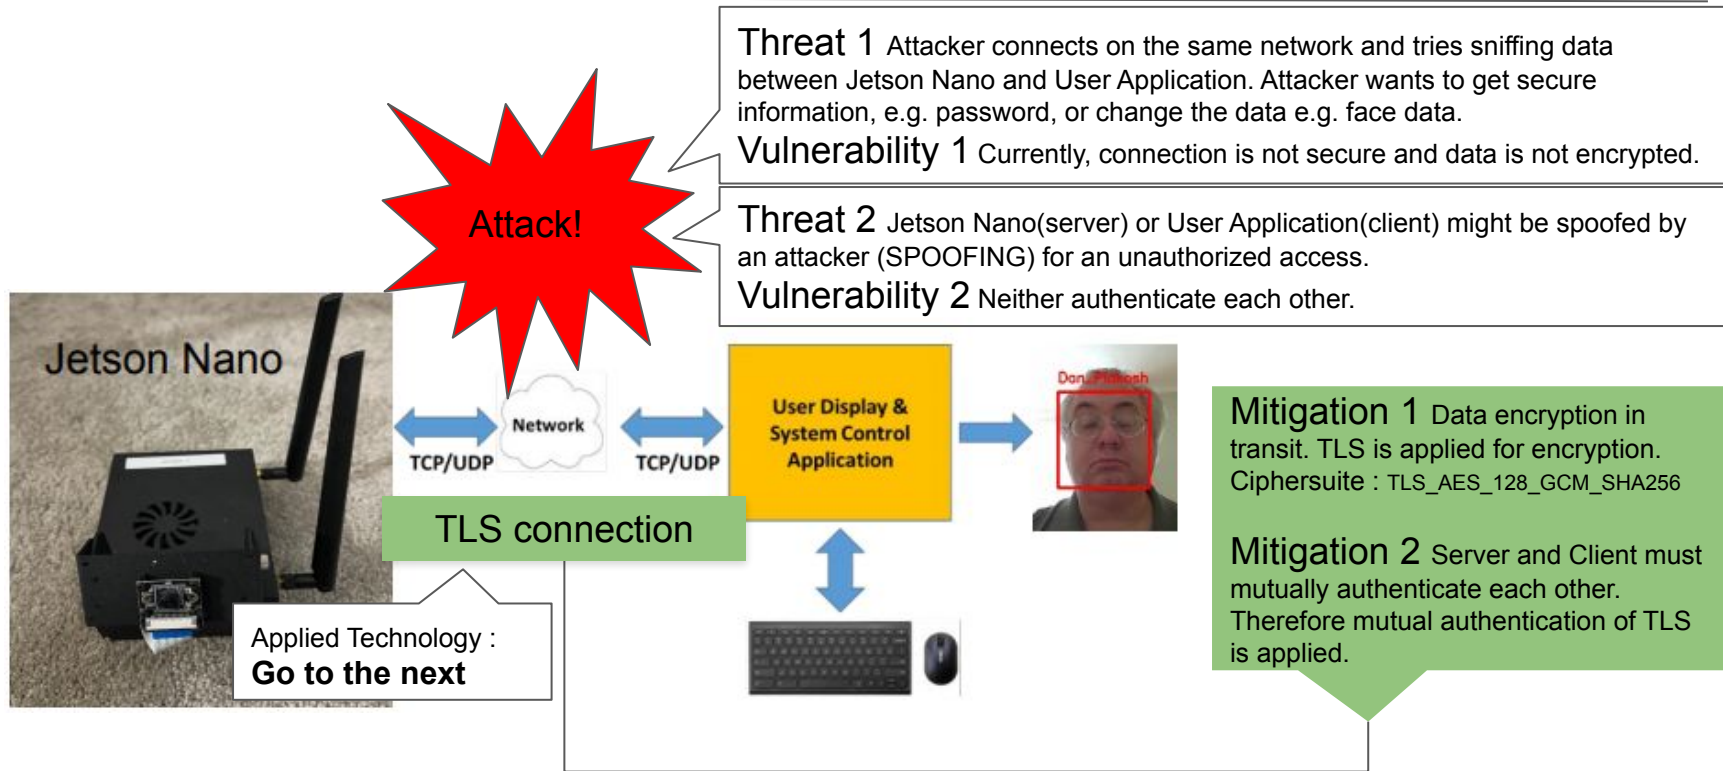 Threat 1 Attacker connects on the same network and tries sniffing data
between Jetson Nano and User Application. Attacker wants to get secure
information, e.g. password, or change the data e.g. face data.
Vulnerability 1 Currently, connection is not secure and data is not encrypted.
Attack!
Threat 2 Jetson Nano(server) or User Application(client) might be spoofed by
an attacker (SPOOFING) for an unauthorized access.
Vulnerability 2 Neither authenticate each other.
Jetson Nano
Network
TCP/UDP
TCP/UDP
User Display &
System Control
Application
Dan_Plakosh
TLS connection
Applied Technology :
Go to the next
Mitigation 1 Data encryption in
transit. TLS is applied for encryption.
Ciphersuite : TLS_AES_128_GCM_SHA256
Mitigation 2 Server and Client must
mutually authenticate each other.
Therefore mutual authentication of TLS
is applied.